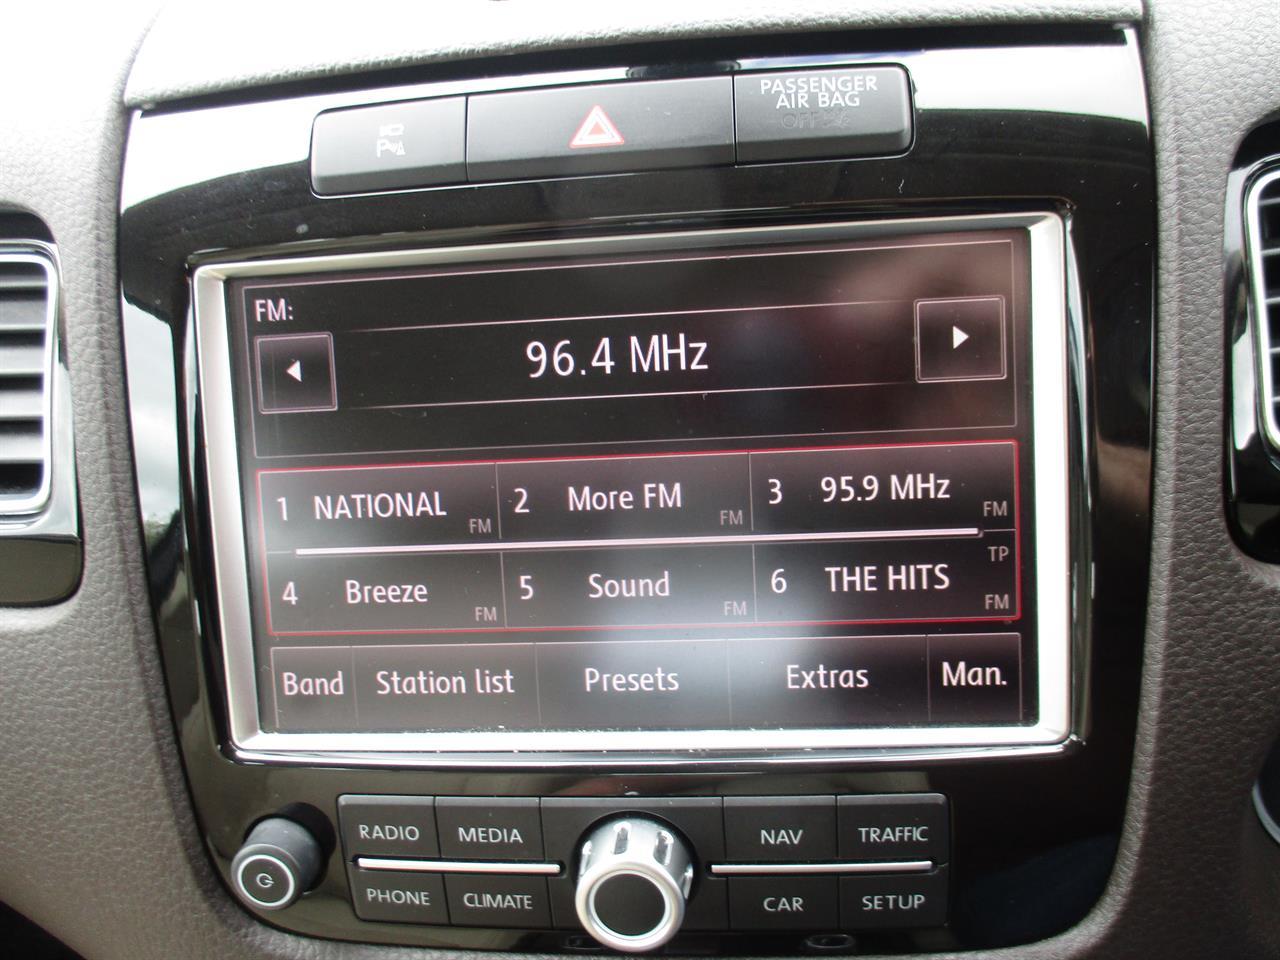 PASSENGER
AIR BAG
OFF
P
FM:
96.4 MHz
1 NATIONAL FM 2 More FM FM 3 95.9 MHz FM
TP
4 Breeze FM 5 Sound FM 6 THE HITS FM
Band Station list Presets Extras Man.
RADIO MEDIA NAV TRAFFIC
PHONE CLIMATE CAR SETUP